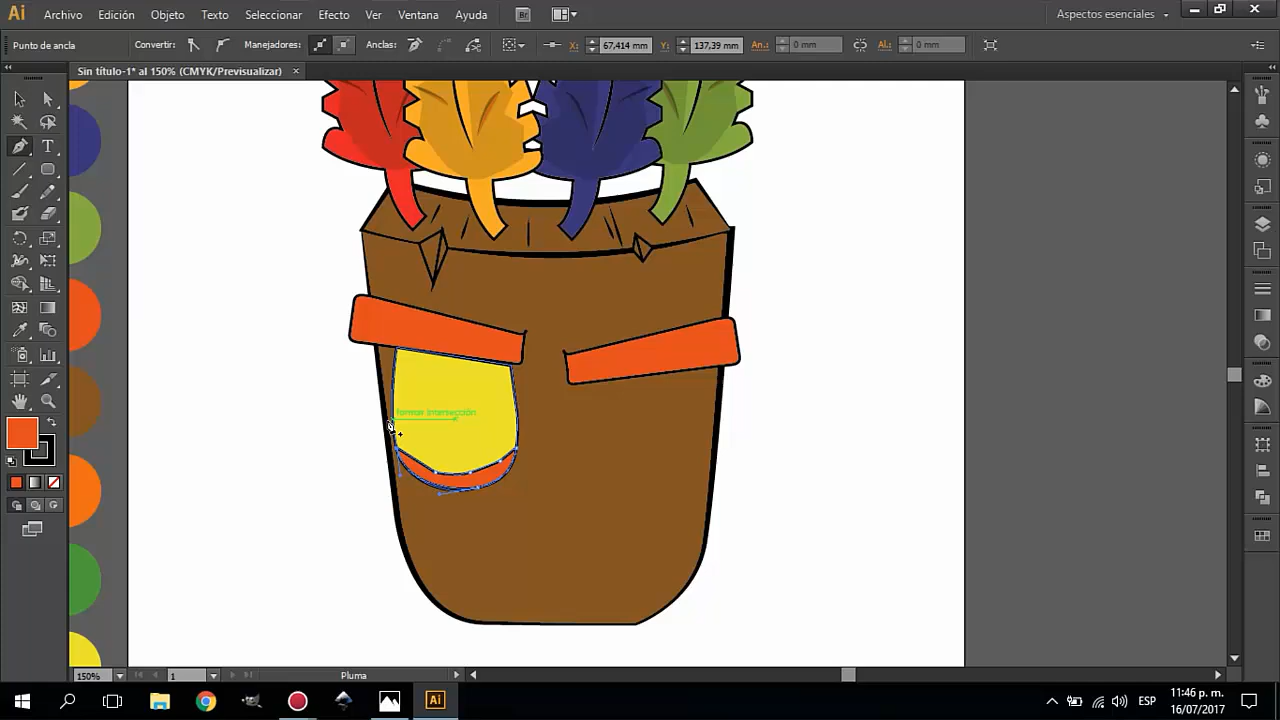 Ai Archivo Edición Objeto Texto Seleccionar Efecto Ver Ventana Ayuda Br Aspectos esenciales
Punto de ancla Convertir: Manejadores: Anclas: X: 67,414 mm Y: 137,39 mm An.: 0 mm Al.: 0 mm
Sin título-1* al 150% (CMYK/Previsualizar) ×
formar intersección
150% 1 Pluma
Ai ESP 11:46 p. m.
16/07/2017